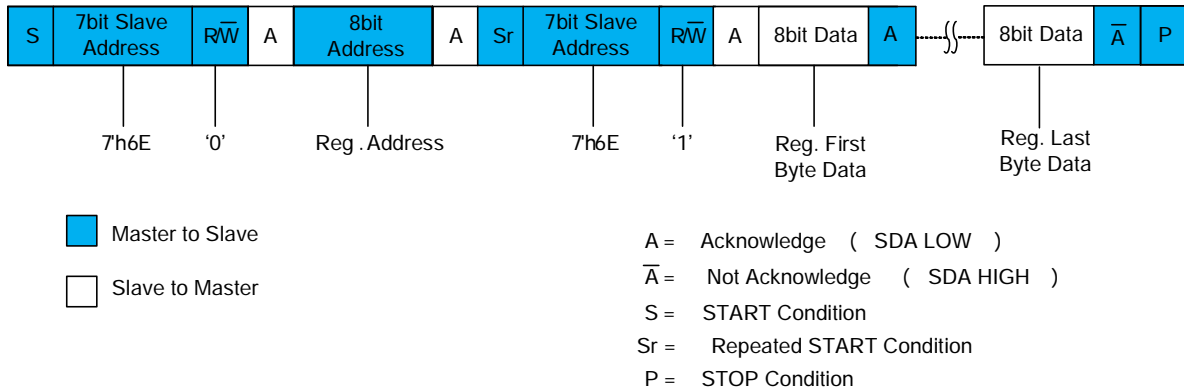 S 7bit Slave Address R/W̅ A 8bit Address A Sr 7bit Slave Address R/W̅ A 8bit Data A 8bit Data A̅ P
7'h6E ‘0’ Reg . Address 7'h6E ‘1’ Reg. First Byte Data Reg. Last Byte Data
Master to Slave
Slave to Master
A = Acknowledge ( SDA LOW )
A̅ = Not Acknowledge ( SDA HIGH )
S = START Condition
Sr = Repeated START Condition
P = STOP Condition